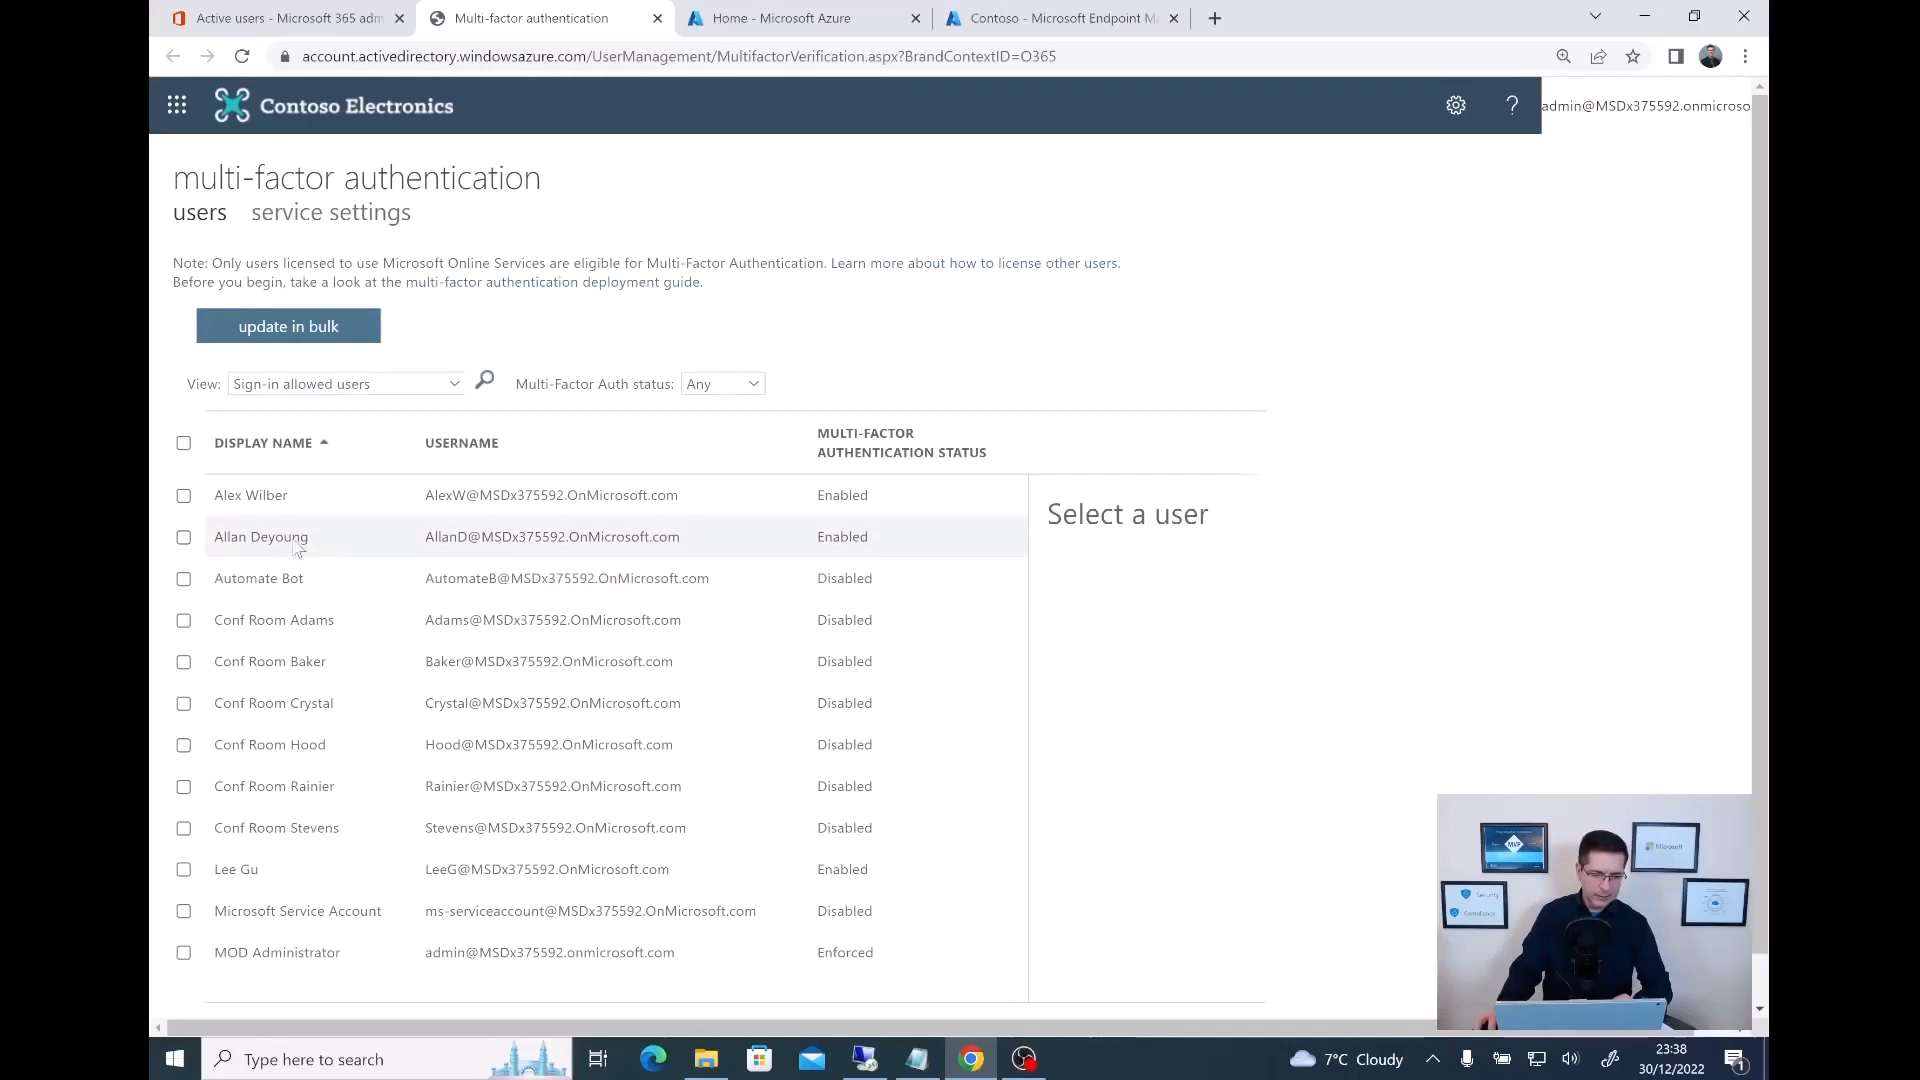 Active users - Microsoft 365 adm
Multi-factor authentication
Home - Microsoft Azure
Contoso - Microsoft Endpoint M
account.activedirectory.windowsazure.com/UserManagement/MultifactorVerification.aspx?BrandContextID=O365
Contoso Electronics
?
admin@MSDx375592.onmicroso
multi-factor authentication
users service settings
Note: Only users licensed to use Microsoft Online Services are eligible for Multi-Factor Authentication. Learn more about how to license other users.
Before you begin, take a look at the multi-factor authentication deployment guide.
update in bulk
View: Sign-in allowed users Multi-Factor Auth status: Any
DISPLAY NAME USERNAME MULTI-FACTOR
AUTHENTICATION STATUS
Alex Wilber AlexW@MSDx375592.OnMicrosoft.com Enabled
Select a user
Allan Deyoung AllanD@MSDx375592.OnMicrosoft.com Enabled
Automate Bot AutomateB@MSDx375592.OnMicrosoft.com Disabled
Conf Room Adams Adams@MSDx375592.OnMicrosoft.com Disabled
Conf Room Baker Baker@MSDx375592.OnMicrosoft.com Disabled
Conf Room Crystal Crystal@MSDx375592.OnMicrosoft.com Disabled
Conf Room Hood Hood@MSDx375592.OnMicrosoft.com Disabled
Conf Room Rainier Rainier@MSDx375592.OnMicrosoft.com Disabled
Conf Room Stevens Stevens@MSDx375592.OnMicrosoft.com Disabled
Lee Gu LeeG@MSDx375592.OnMicrosoft.com Enabled
Microsoft Service Account ms-serviceaccount@MSDx375592.OnMicrosoft.com Disabled
MOD Administrator admin@MSDx375592.onmicrosoft.com Enforced
MVP
Microsoft
Security
Compliance
Type here to search
7°C Cloudy
23:38
30/12/2022
1